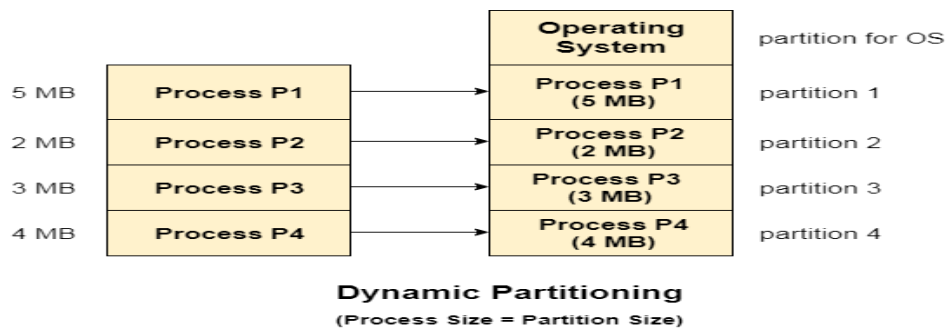 Operating
System
partition for OS
5 MB
Process P1
Process P1
(5 MB)
partition 1
2 MB
Process P2
Process P2
(2 MB)
partition 2
3 MB
Process P3
Process P3
(3 MB)
partition 3
4 MB
Process P4
Process P4
(4 MB)
partition 4
Dynamic Partitioning
(Process Size = Partition Size)